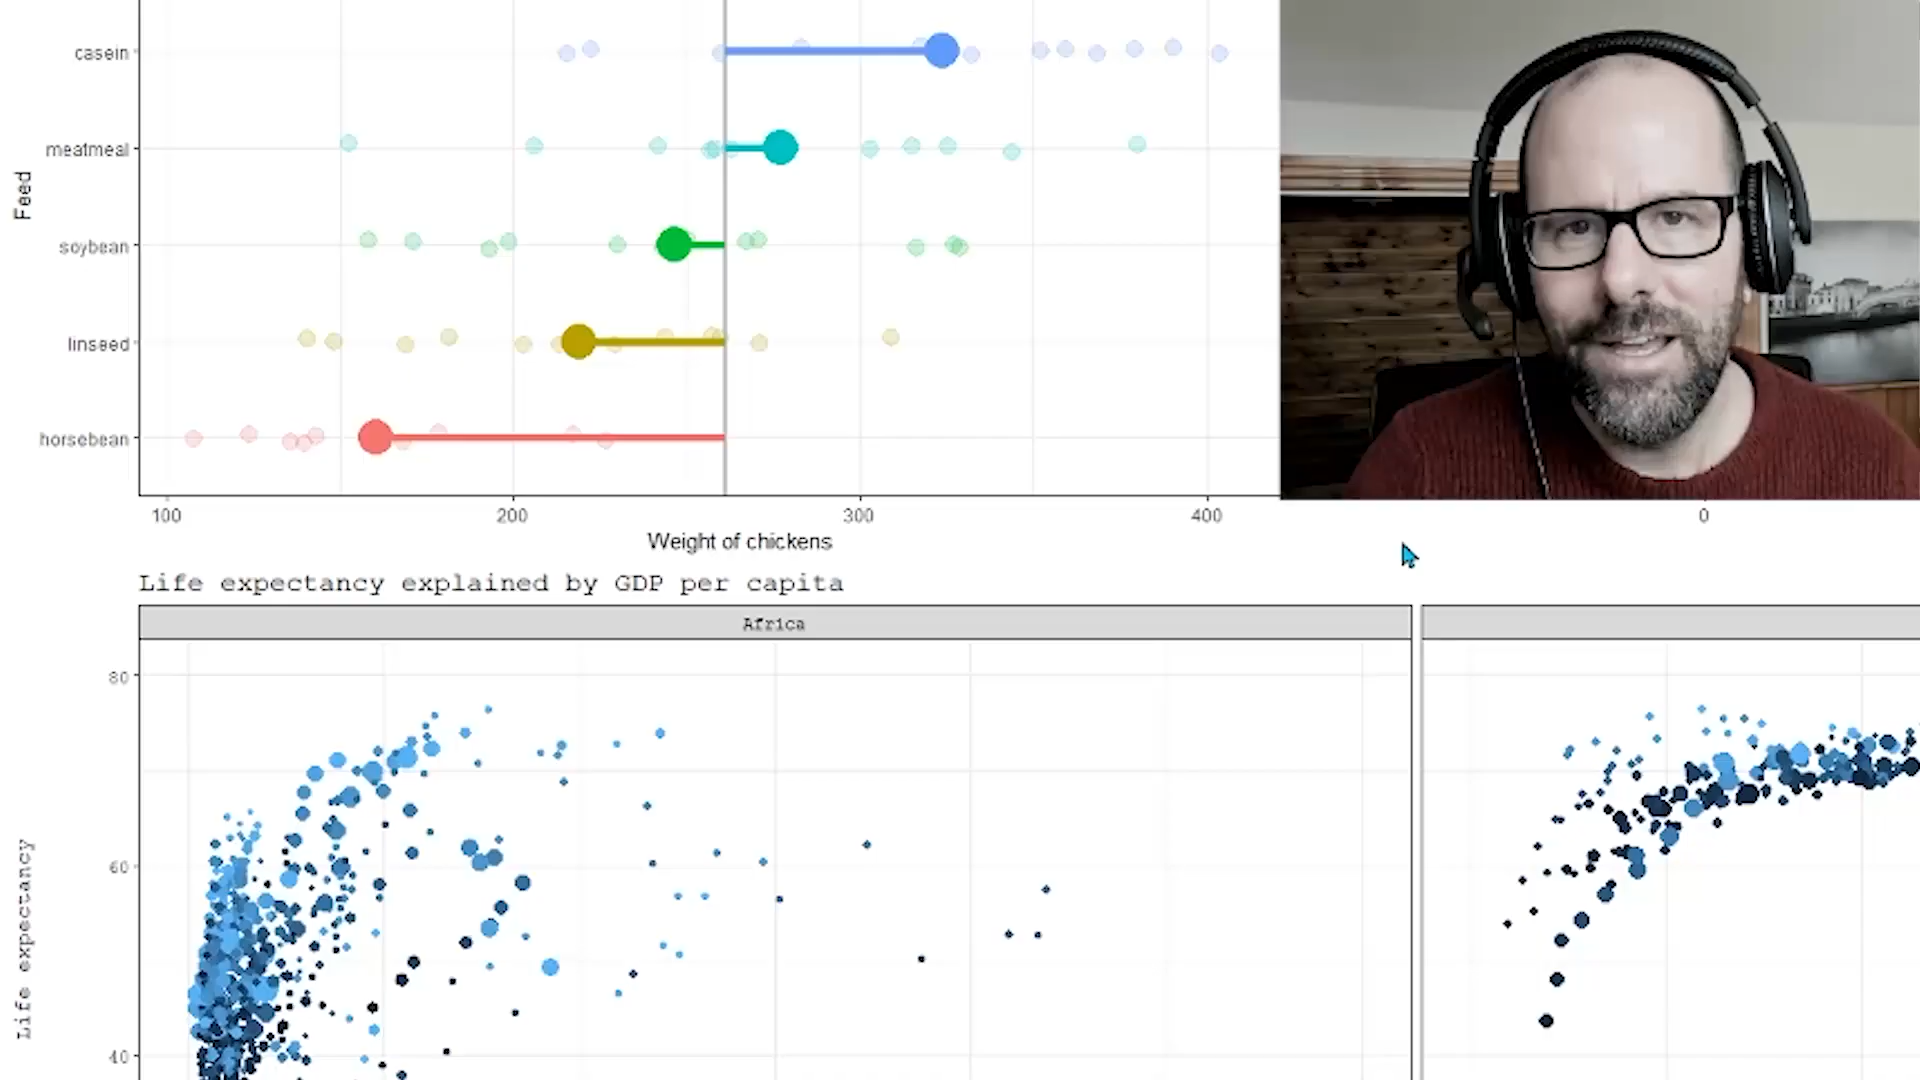 casein
meatmeal
soybean
linseed
horsebean
Feed
100 200 300 400
Weight of chickens
0
Life expectancy explained by GDP per capita
Africa
80
60
40
Life expectancy